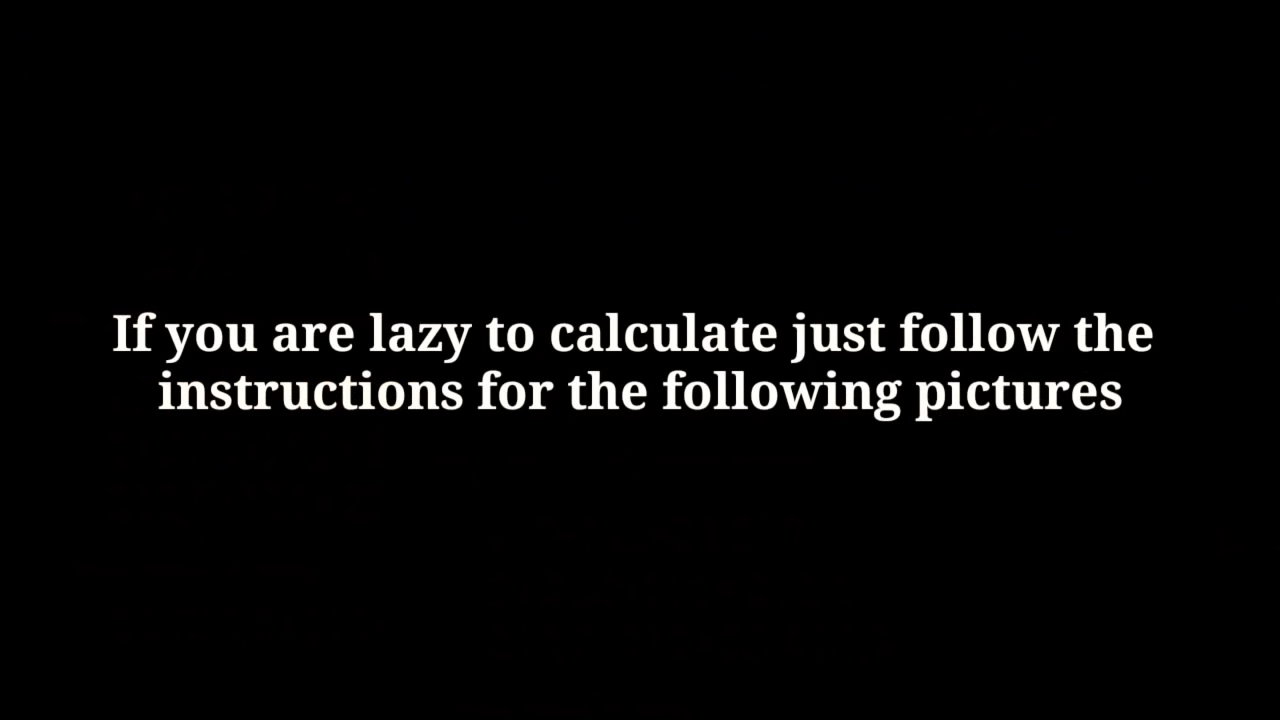 If you are lazy to calculate just follow the
instructions for the following pictures